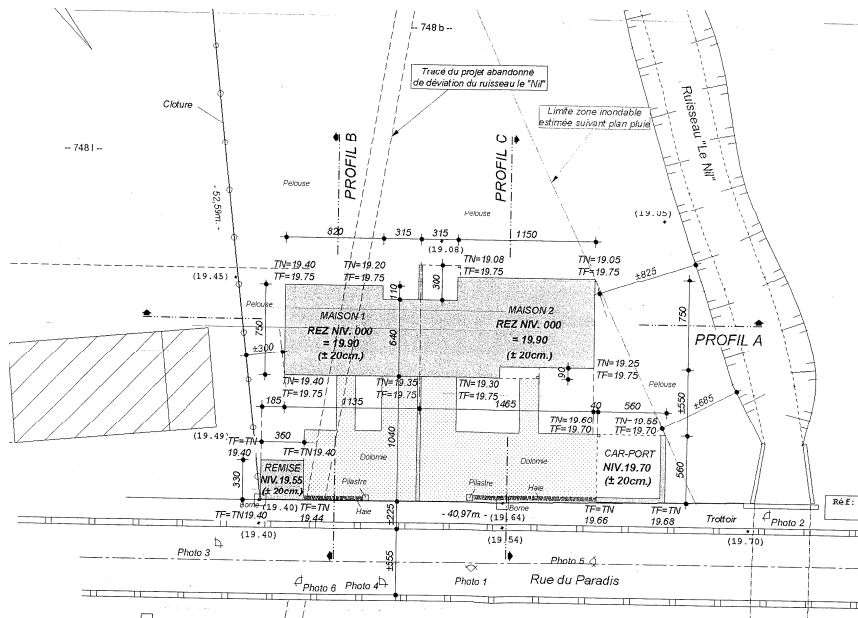 -- 748 b --
Tracé du projet abandonné
de déviation du ruisseau le "Nil"
Cloture
Limite zone inondable
estimée suivant plan pluie
Ruisseau "Le Nil"
-- 748 l --
PROFIL B
PROFIL C
Pelouse
Pelouse
- 52,59m. -
820
315
315
1150
(19.08)
TN=19.40
TF=19.75
TN=19.20
TF=19.75
TN=19.08
TF=19.75
TN=19.05
TF=19.75
(19.45)
±825
110
300
Pelouse
750
MAISON 1
REZ NIV. 000
= 19.90
(± 20cm.)
640
MAISON 2
REZ NIV. 000
= 19.90
(± 20cm.)
750
PROFIL A
±300
90
TN=19.25
TF=19.75
TN=19.40
TF=19.75
TN=19.35
TF=19.75
TN=19.30
TF=19.75
Pelouse
±550
±685
185
1135
1465
40
560
TN=19.60
TF=19.70
TN=19.55
TF=19.70
(19.49)
TF=TN
19.40
360
TF=TN
19.40
1040
Dolomie
Dolomie
CAR-PORT
NIV.19.70
(± 20cm.)
560
330
REMISE
NIV.19.55
(± 20cm.)
Pilastre
Haie
Pilastre
Haie
Borne
(19.40)
TF=TN
19.44
TF=TN19.40
(19.40)
±225
- 40,97m. -
Borne
(19.64)
(19.54)
TF=TN
19.66
TF=TN
19.68
Trottoir
Photo 2
(19.70)
Réf:
Photo 3
±555
Photo 5
Photo 6
Photo 4
Photo 1
Rue du Paradis